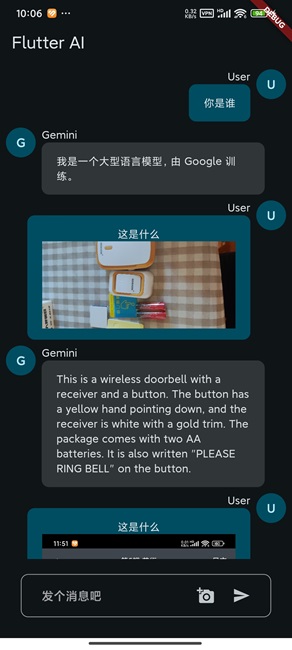 10:06
0.32
KB/s
VPN
HD
94
DEBUG
Flutter AI
User
U
你是谁
Gemini
G
我是一个大型语言模型，由 Google 训
练。
User
U
这是什么
Gemini
G
This is a wireless doorbell with a
receiver and a button. The button has
a yellow hand pointing down, and the
receiver is white with a gold trim. The
package comes with two AA
batteries. It is also written "PLEASE
RING BELL" on the button.
User
U
这是什么
11:51
发个消息吧